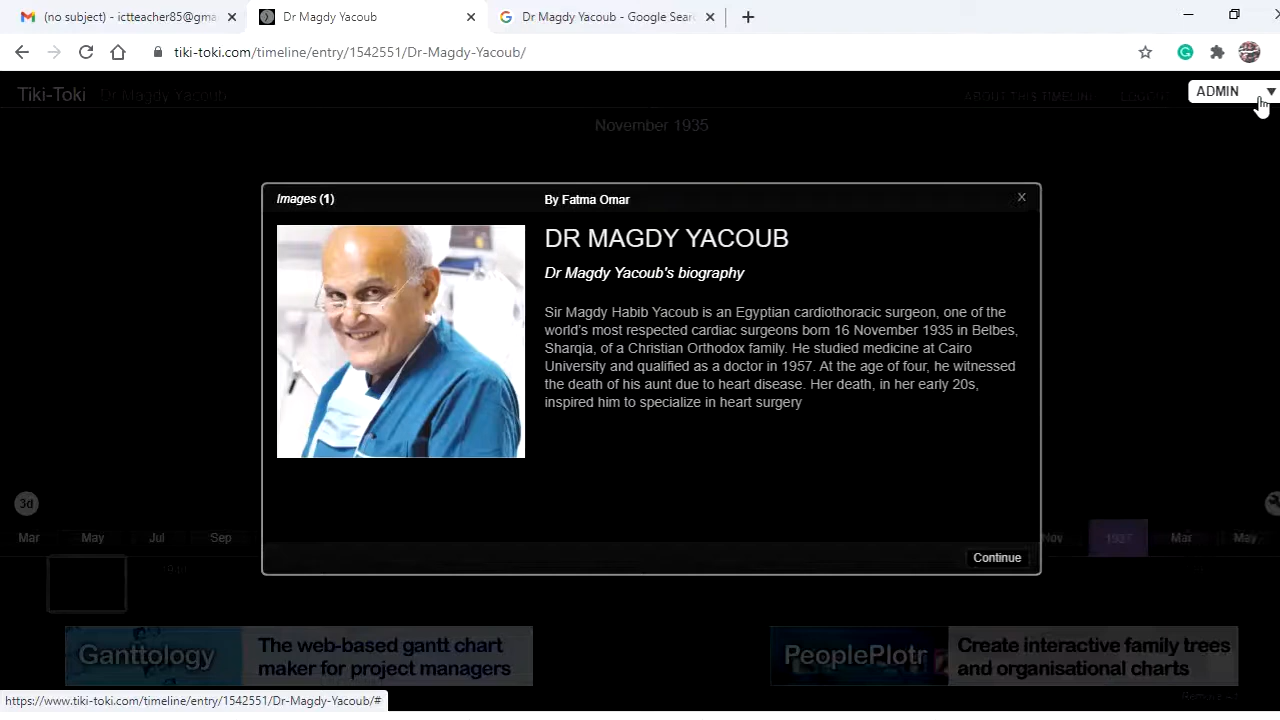 (no subject) - ictteacher85@gma
Dr Magdy Yacoub
Dr Magdy Yacoub - Google Sear
tiki-toki.com/timeline/entry/1542551/Dr-Magdy-Yacoub/
Tiki-Toki
Dr Magdy Yacoub
ABOUT THIS TIMELINE
LOGOUT
ADMIN
November 1935
Images (1)
By Fatma Omar
X
DR MAGDY YACOUB
Dr Magdy Yacoub's biography
Sir Magdy Habib Yacoub is an Egyptian cardiothoracic surgeon, one of the
world's most respected cardiac surgeons born 16 November 1935 in Belbes,
Sharqia, of a Christian Orthodox family. He studied medicine at Cairo
University and qualified as a doctor in 1957. At the age of four, he witnessed
the death of his aunt due to heart disease. Her death, in her early 20s,
inspired him to specialize in heart surgery
Continue
3d
Mar May Jul Sep Nov 1937 Mar May
Ganttology
The web-based gantt chart
maker for project managers
PeoplePlotr
Create interactive family trees
and organisational charts
https://www.tiki-toki.com/timeline/entry/1542551/Dr-Magdy-Yacoub/#